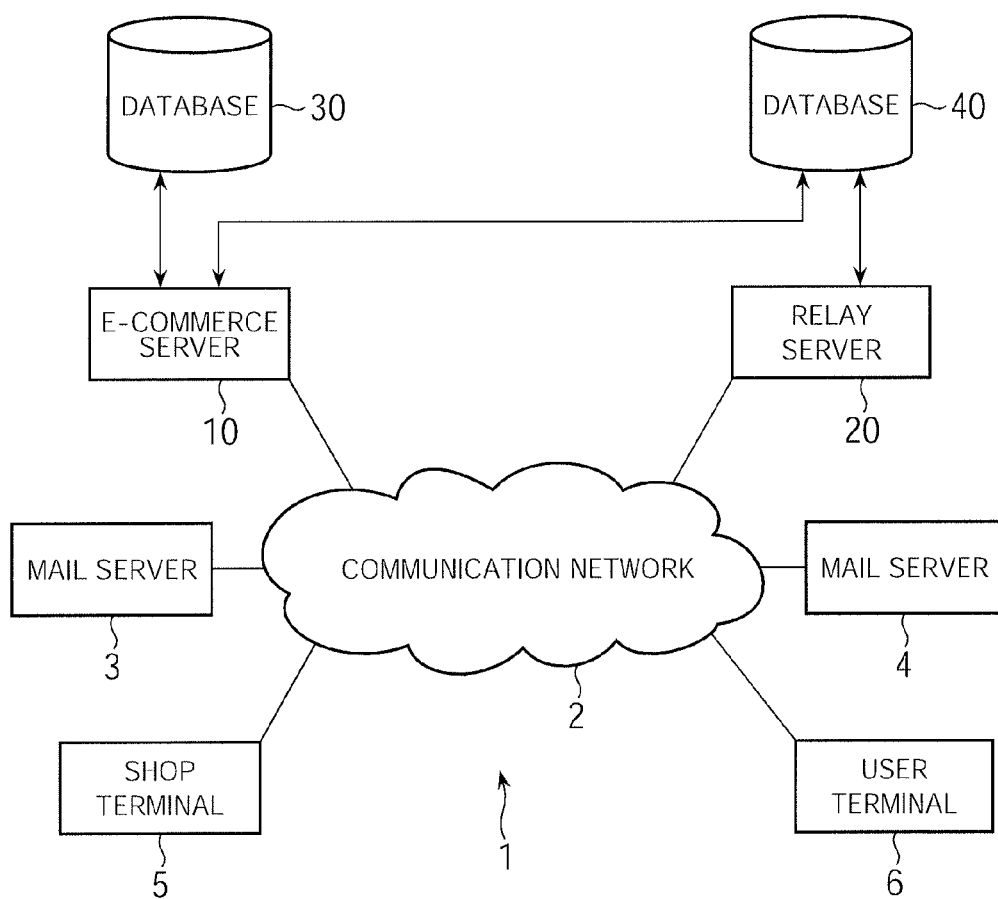 DATABASE
30
DATABASE
40
E-COMMERCE
SERVER
10
RELAY
SERVER
20
MAIL SERVER
3
COMMUNICATION NETWORK
2
MAIL SERVER
4
SHOP
TERMINAL
5
1
USER
TERMINAL
6